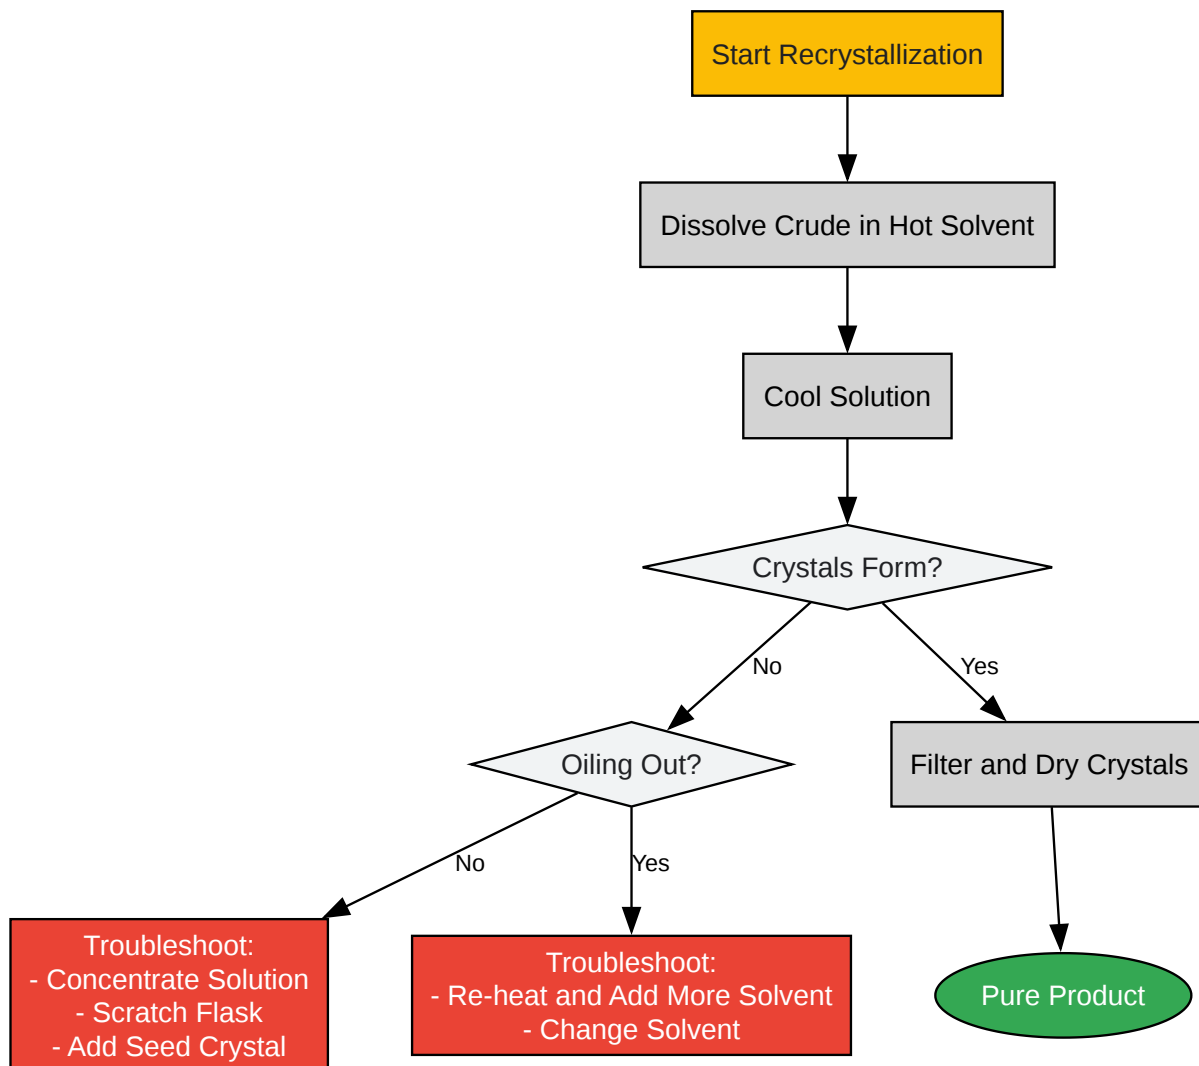 Start Recrystallization
Dissolve Crude in Hot Solvent
Cool Solution
Crystals Form?
No
Yes
Oiling Out?
Filter and Dry Crystals
No
Yes
Troubleshoot:
- Concentrate Solution
- Scratch Flask
- Add Seed Crystal
Troubleshoot:
- Re-heat and Add More Solvent
- Change Solvent
Pure Product